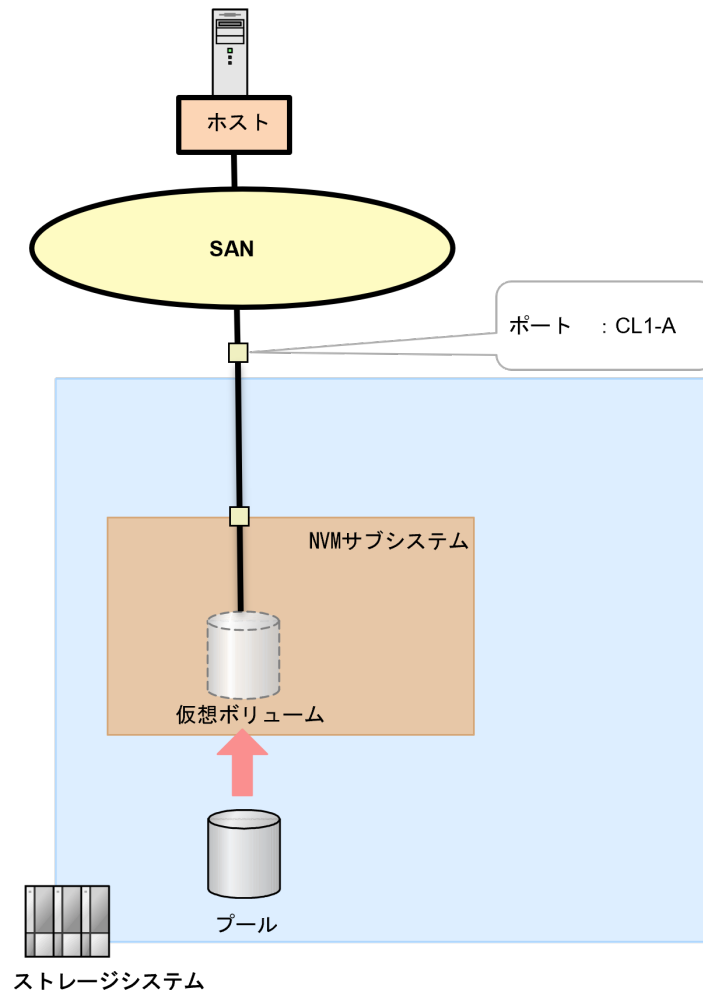 ホスト
SAN
ポート : CL1-A
NVMサブシステム
仮想ボリューム
プール
ストレージシステム